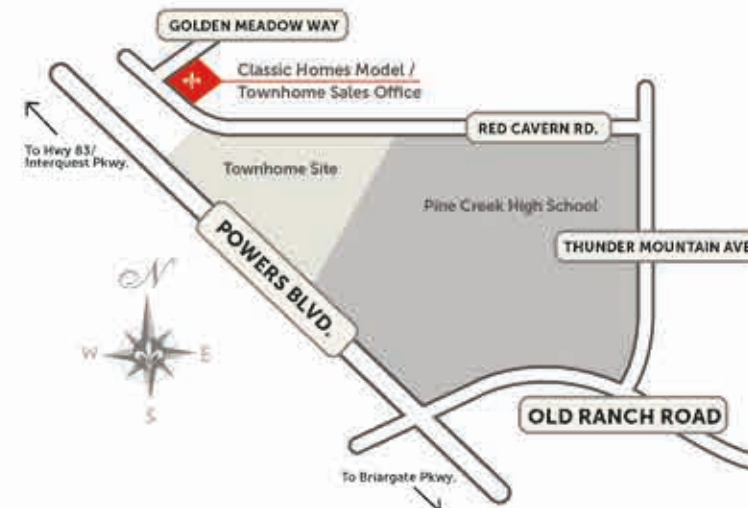 GOLDEN MEADOW WAY
Classic Homes Model /
Townhome Sales Office
To Hwy 83/
Interquest Pkwy.
RED CAVERN RD.
Townhome Site
Pine Creek High School
THUNDER MOUNTAIN AVE
POWERS BLVD.
N
W
E
S
OLD RANCH ROAD
To Briargate Pkwy.